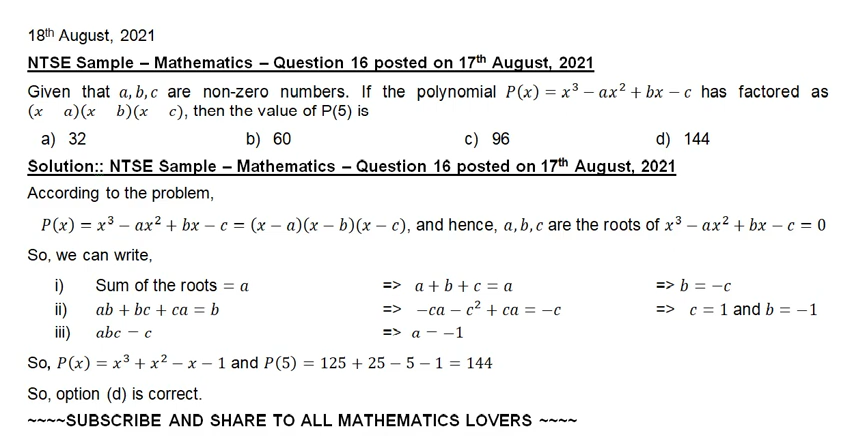 18th August, 2021
NTSE Sample – Mathematics – Question 16 posted on 17th August, 2021
Given that a, b, c are non-zero numbers. If the polynomial P(x) = x³ – ax² + bx – c has factored as
(x   a)(x   b)(x   c), then the value of P(5) is
a) 32 b) 60 c) 96 d) 144
Solution:: NTSE Sample – Mathematics – Question 16 posted on 17th August, 2021
According to the problem,
P(x) = x³ – ax² + bx – c = (x – a)(x – b)(x – c), and hence, a, b, c are the roots of x³ – ax² + bx – c = 0
So, we can write,
i) Sum of the roots = a => a + b + c = a => b = −c
ii) ab + bc + ca = b => −ca − c² + ca = −c => c = 1 and b = −1
iii) abc − c => a − −1
So, P(x) = x³ + x² − x − 1 and P(5) = 125 + 25 − 5 − 1 = 144
So, option (d) is correct.
~~~~SUBSCRIBE AND SHARE TO ALL MATHEMATICS LOVERS ~~~~